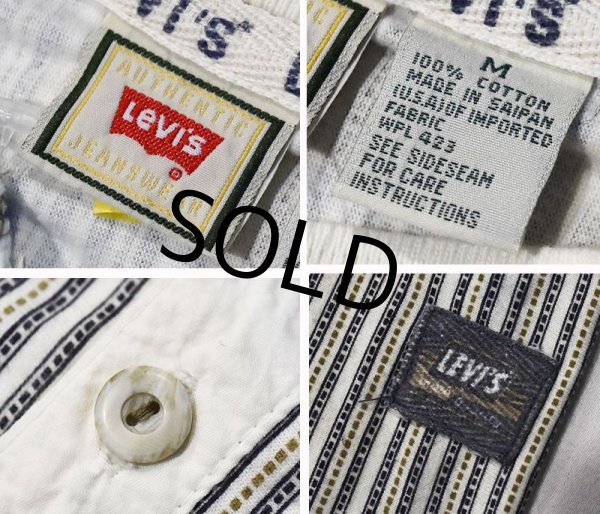 AUTHENTIC
Levi's
®
JEANSWEAR
vi's
M
100% COTTON
MADE IN SAIPAN
(U.S.A.) OF IMPORTED
FABRIC
WPL 423
SEE SIDESEAM
FOR CARE
INSTRUCTIONS
SOLD
LEVI'S